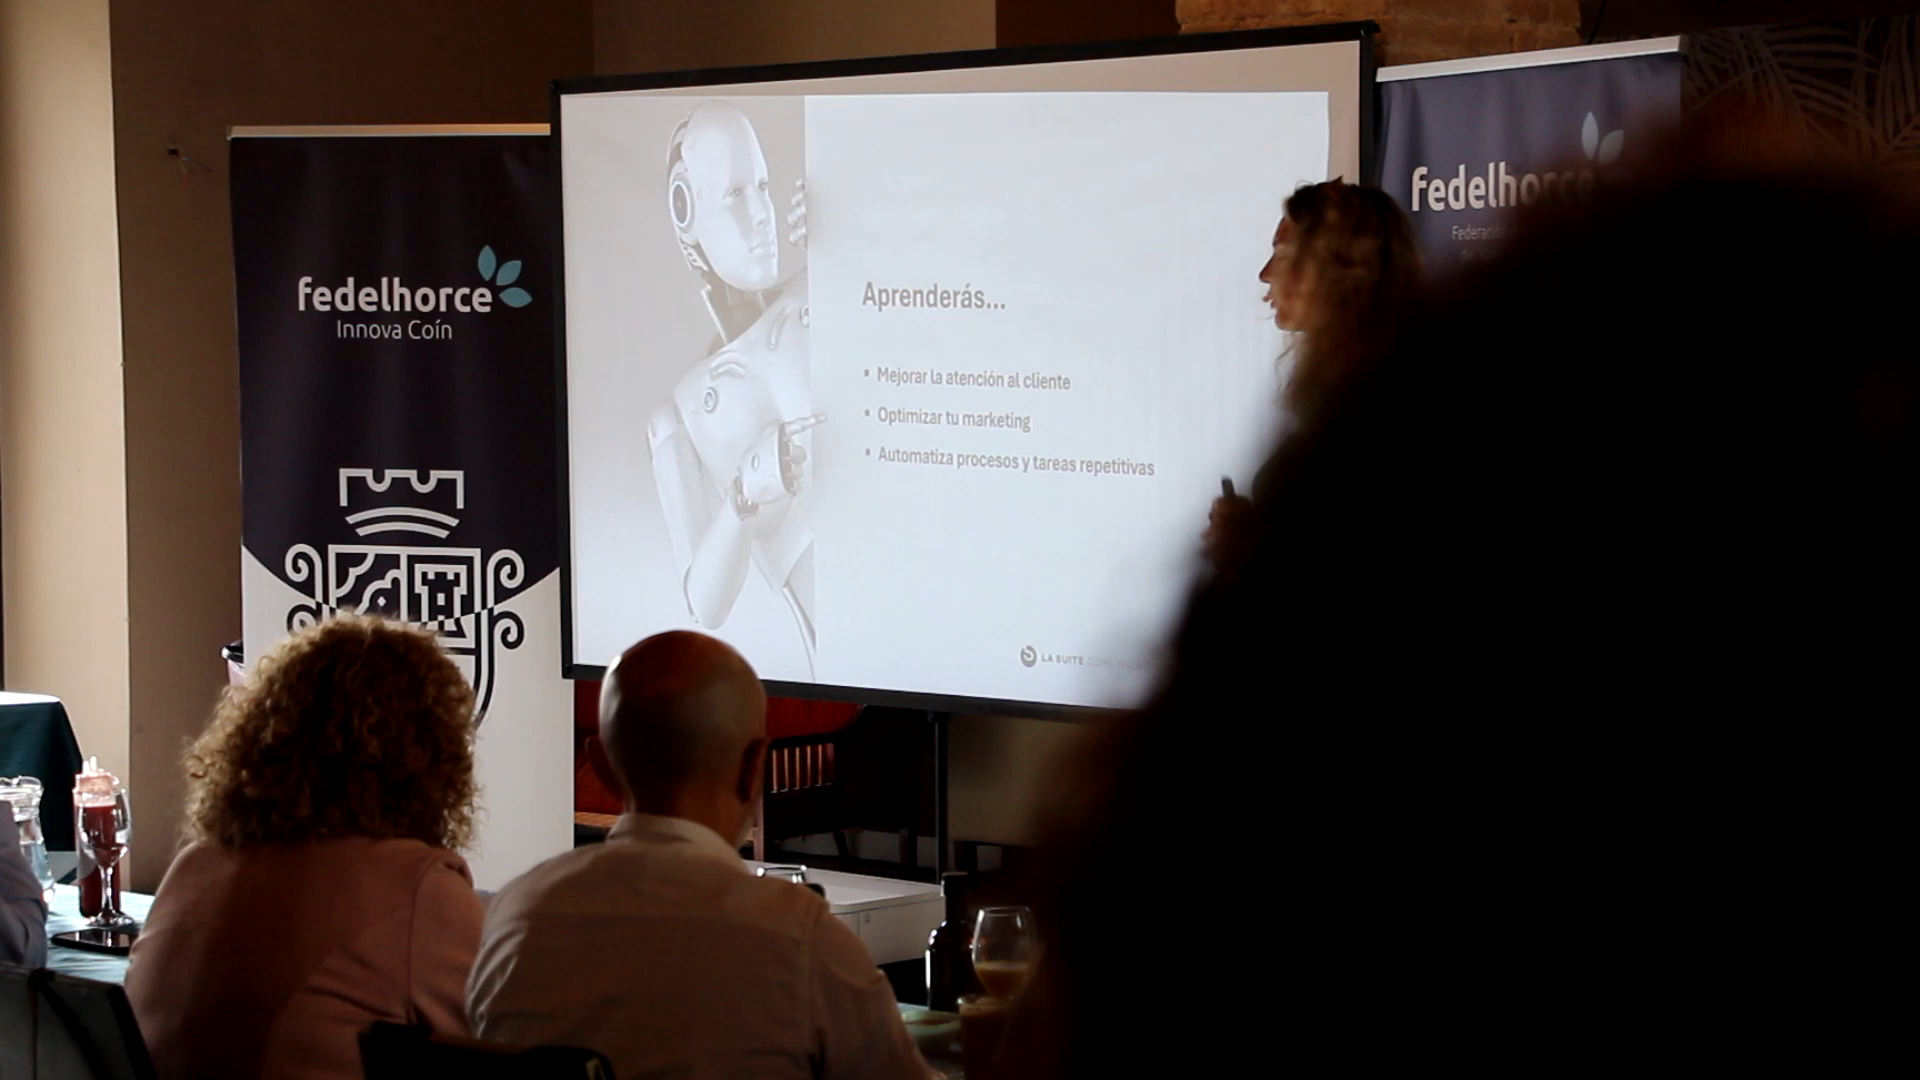 fedelhorce
Innova Coín
Aprenderás...
▪ Mejorar la atención al cliente
▪ Optimizar tu marketing
▪ Automatiza procesos y tareas repetitivas
LA SUITE
fedelhorce